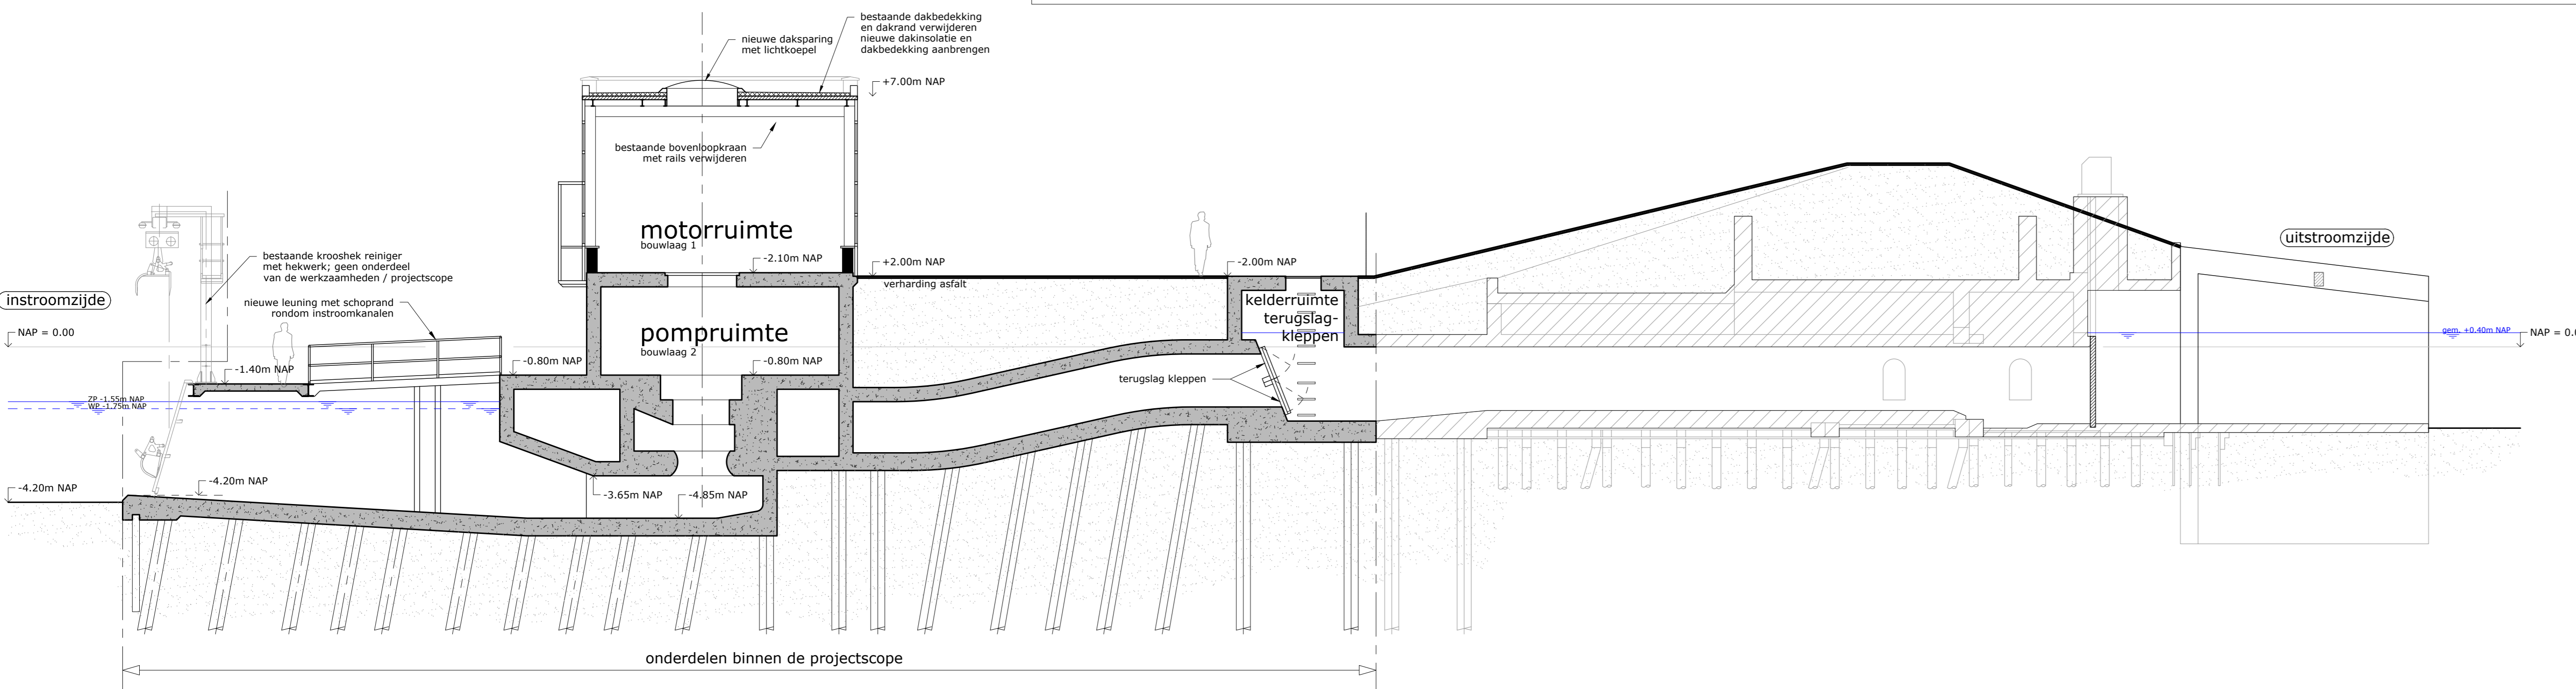 bestaande dakbedekking
en dakrand verwijderen
nieuwe dakinsolatie en
dakbedekking aanbrengen
nieuwe daksparing
met lichtkoepel
+7.00m NAP
bestaande bovenloopkraan
met rails verwijderen
motorruimte
bouwlaag 1
-2.10m NAP
+2.00m NAP
verharding asfalt
-2.00m NAP
uitstroomzijde
bestaande krooshek reiniger
met hekwerk; geen onderdeel
van de werkzaamheden / projectscope
instroomzijde
nieuwe leuning met schoprand
rondom instroomkanalen
kelderruimte
terugslag-
kleppen
NAP = 0.00
pompruimte
bouwlaag 2
gem. +0.40m NAP
NAP = 0.0
-0.80m NAP
-0.80m NAP
-1.40m NAP
terugslag kleppen
ZP -1.55m NAP
WP -1.75m NAP
-4.20m NAP
-4.20m NAP
-3.65m NAP
-4.85m NAP
onderdelen binnen de projectscope